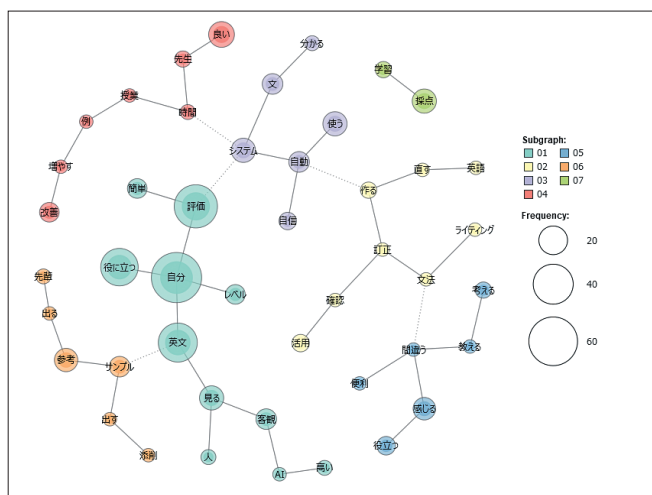 良い
分かる
先生
学習
文
授業
採点
時間
例
使う
システム
自動
増やす
直す
英語
簡単
作る
評価
改善
自信
ライティング
訂正
役に立つ
自分
文法
先輩
レベル
考える
確認
出る
英文
活用
間違う
教える
参考
サンプル
便利
見る
感じる
出す
客観
役立つ
人
添削
AI
高い
Subgraph:
01
02
03
04
05
06
07
Frequency:
20
40
60